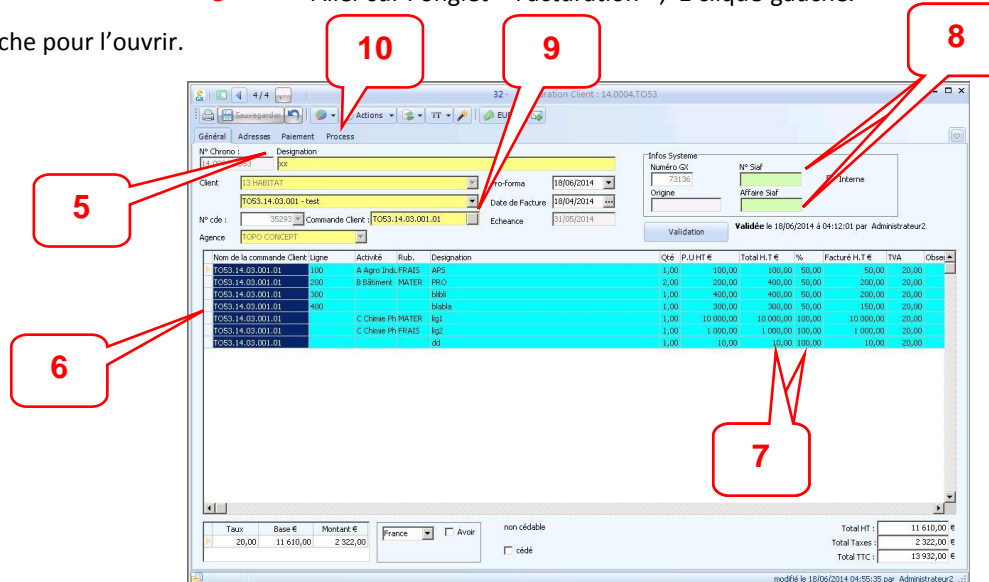 Aller sur l'onglet « Facturation », 1 clique gauche.
che pour l'ouvrir.
10
9
8
4/4
32 - ration Client : 14.0004.TO53
Sauvegarder Actions TT EU
Général Adresses Paiement Process
N° Chrono : Designation
xx
Client 13 HABITAT
TO53.14.03.001 - test
N° cde : 35293 Commande Client : TO53.14.03.001.01
Agence TOPO CONCEPT
Pro-forma 18/06/2014
Date de Facture 18/04/2014
Echeance 31/05/2014
Infos Systeme
Numéro GX N° Siaf
73136 Interne
Origine Affaire Siaf
Validation Validée le 18/06/2014 à 04:12:01 par Administrateur2
5
Nom de la commande Client Ligne Activité Rub. Designation Qté P.U HT € Total H.T € % Facturé H.T € TVA Obser
TO53.14.03.001.01 100 A Agro Indu FRAIS APS 1,00 100,00 100,00 50,00 50,00 20,00
TO53.14.03.001.01 200 B Bâtiment MATER PRO 2,00 200,00 400,00 50,00 200,00 20,00
TO53.14.03.001.01 300 blibli 1,00 400,00 400,00 50,00 200,00 20,00
TO53.14.03.001.01 400 blabla 1,00 300,00 300,00 50,00 150,00 20,00
TO53.14.03.001.01 C Chimie Ph MATER lig1 1,00 10 000,00 10 000,00 100,00 10 000,00 20,00
TO53.14.03.001.01 C Chimie Ph FRAIS lig2 1,00 1 000,00 1 000,00 100,00 1 000,00 20,00
TO53.14.03.001.01 dd 1,00 10,00 10,00 100,00 10,00 20,00
6
7
Taux Base € Montant €
20,00 11 610,00 2 322,00
France Avoir
non cédable
cédé
Total HT : 11 610,00 €
Total Taxes : 2 322,00 €
Total TTC : 13 932,00 €
modifié le 18/06/2014 04:55:35 par Administrateur2